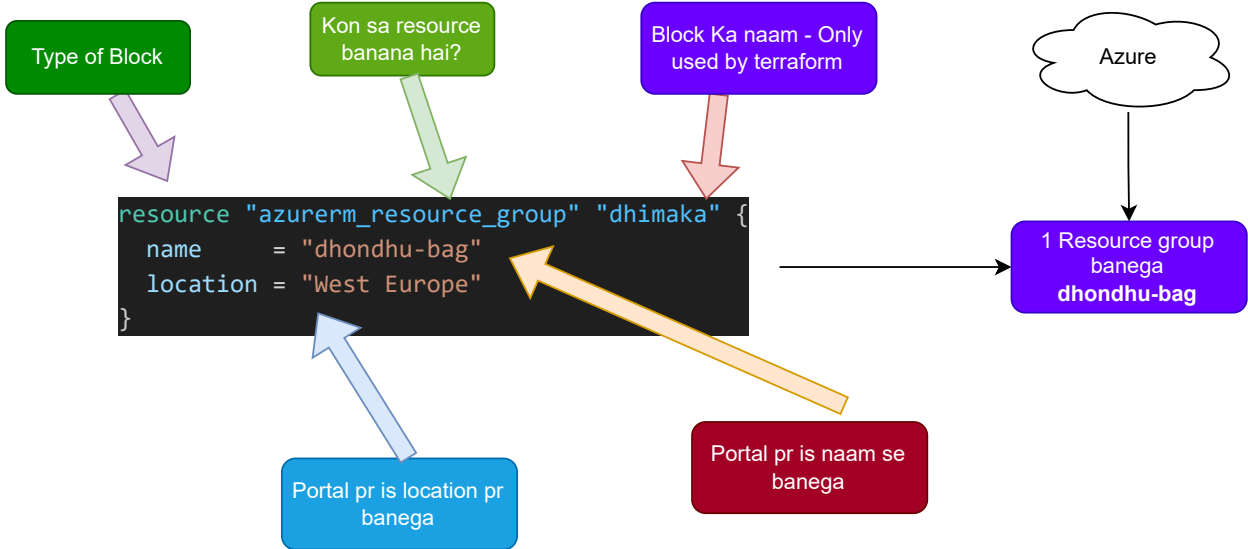 Type of Block
Kon sa resource
banana hai?
Block Ka naam - Only
used by terraform
Azure
resource "azurerm_resource_group" "dhimaka" {
  name     = "dhondhu-bag"
  location = "West Europe"
}
1 Resource group
banega
dhondhu-bag
Portal pr is location pr
banega
Portal pr is naam se
banega